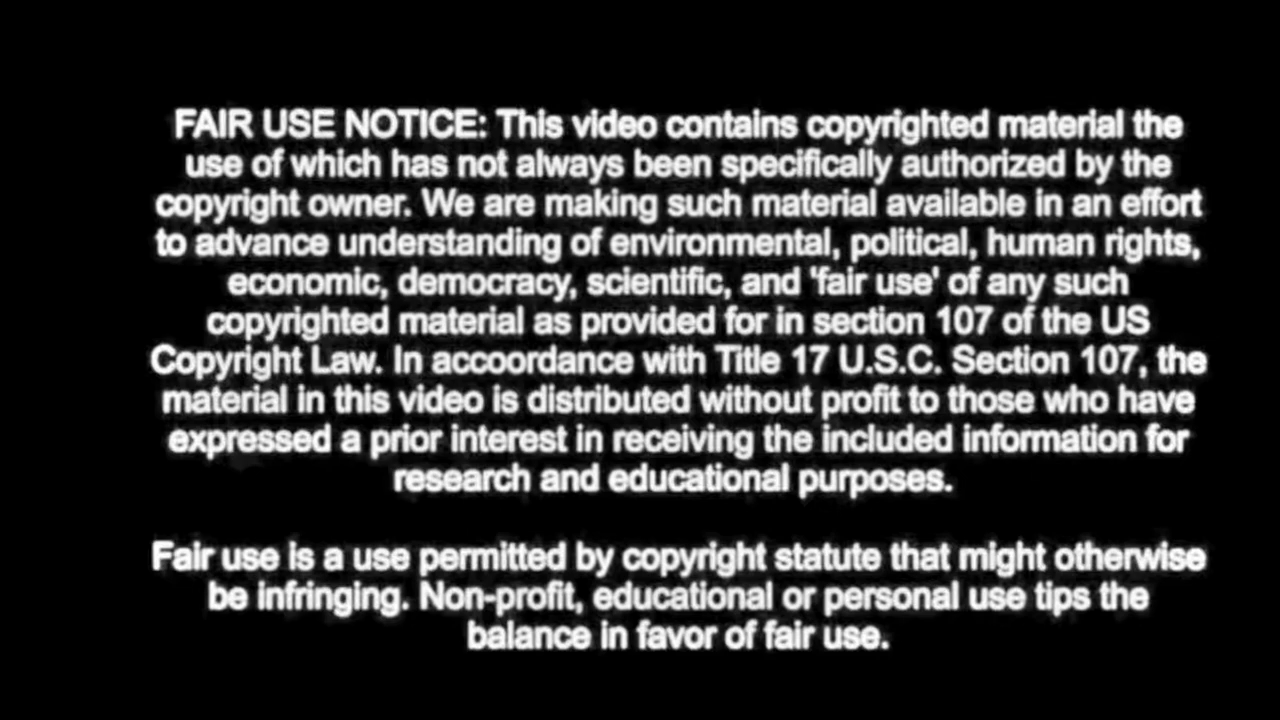 FAIR USE NOTICE: This video contains copyrighted material the
use of which has not always been specifically authorized by the
copyright owner. We are making such material available in an effort
to advance understanding of environmental, political, human rights,
economic, democracy, scientific, and 'fair use' of any such
copyrighted material as provided for in section 107 of the US
Copyright Law. In accoordance with Title 17 U.S.C. Section 107, the
material in this video is distributed without profit to those who have
expressed a prior interest in receiving the included information for
research and educational purposes.
Fair use is a use permitted by copyright statute that might otherwise
be infringing. Non-profit, educational or personal use tips the
balance in favor of fair use.